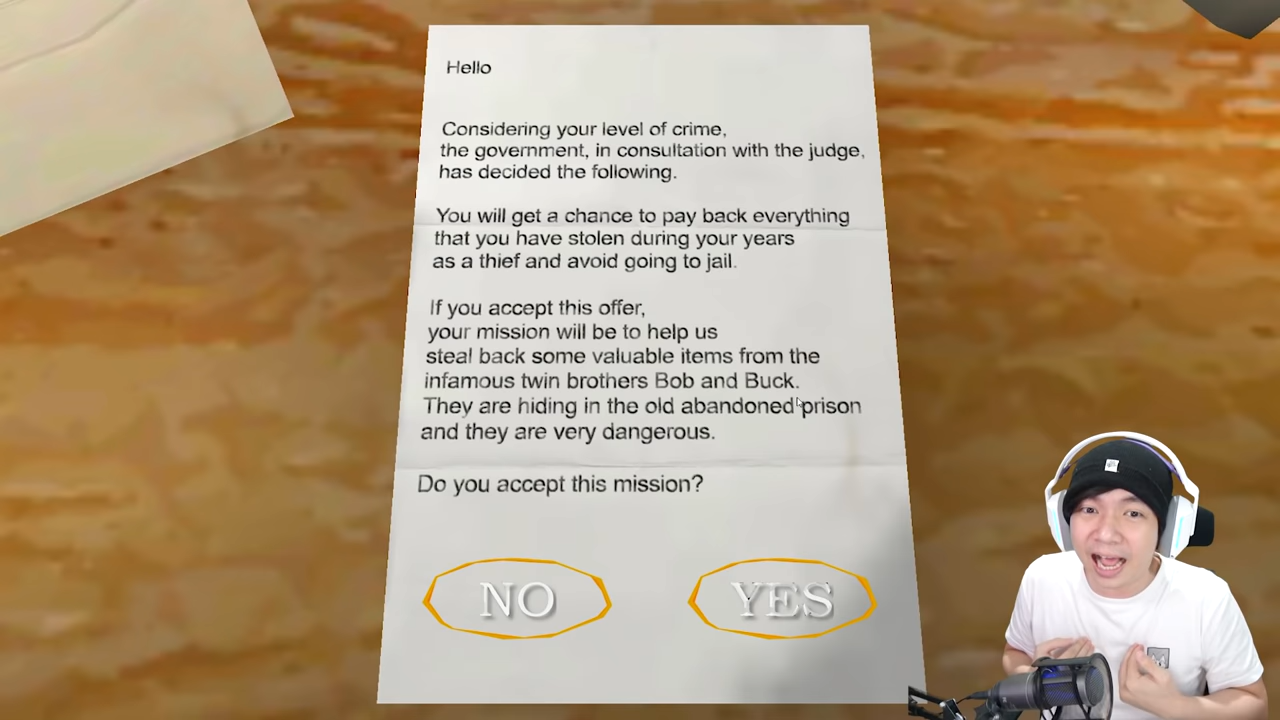 Hello
Considering your level of crime,
the government, in consultation with the judge,
has decided the following.
You will get a chance to pay back everything
that you have stolen during your years
as a thief and avoid going to jail.
If you accept this offer,
your mission will be to help us
steal back some valuable items from the
infamous twin brothers Bob and Buck.
They are hiding in the old abandoned prison
and they are very dangerous.
Do you accept this mission?
NO YES